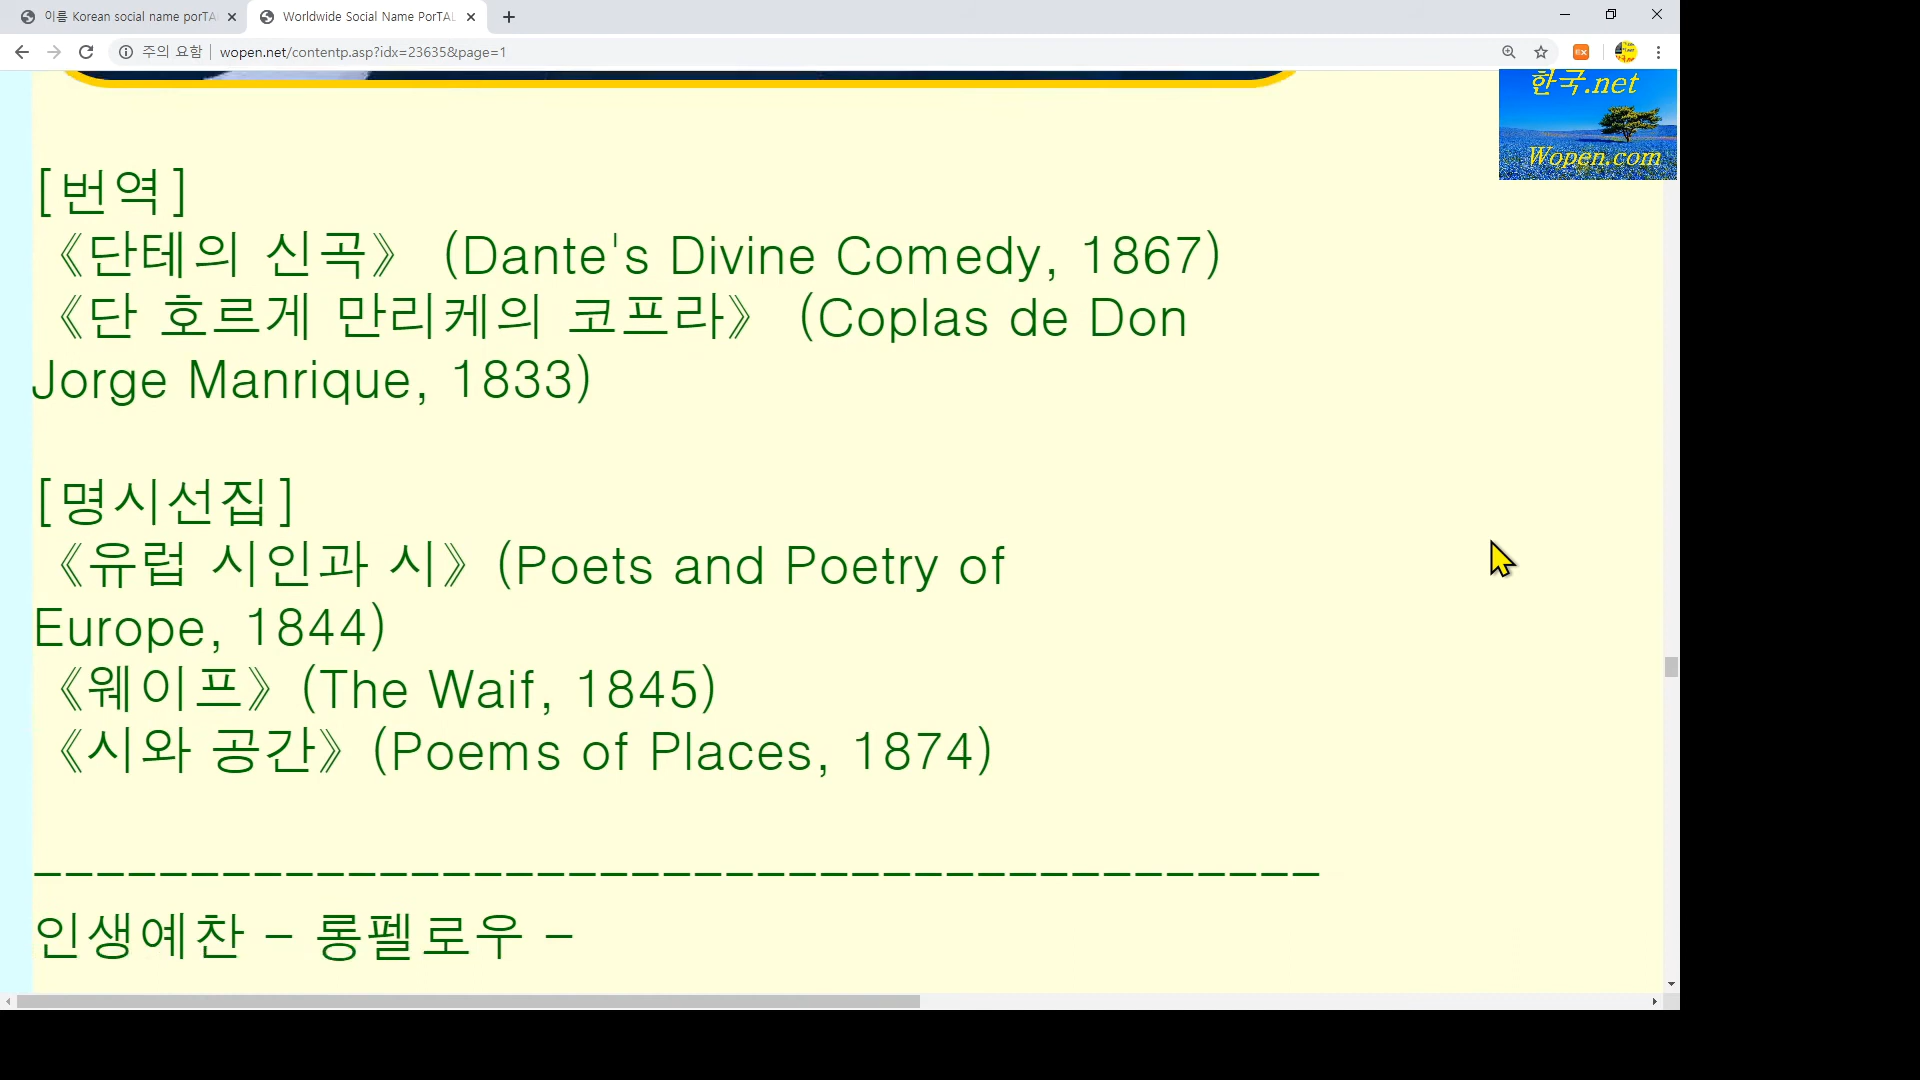 이름 Korean social name porTA
Worldwide Social Name PorTAL
주의 요함
wopen.net/contentp.asp?idx=23635&page=1
한국.net
Wopen.com
[번역]
《단테의 신곡》 (Dante's Divine Comedy, 1867)
《단 호르게 만리케의 코프라》 (Coplas de Don
Jorge Manrique, 1833)
[명시선집]
《유럽 시인과 시》(Poets and Poetry of
Europe, 1844)
《웨이프》(The Waif, 1845)
《시와 공간》(Poems of Places, 1874)
-----------------------------------------
인생예찬 - 롱펠로우 -